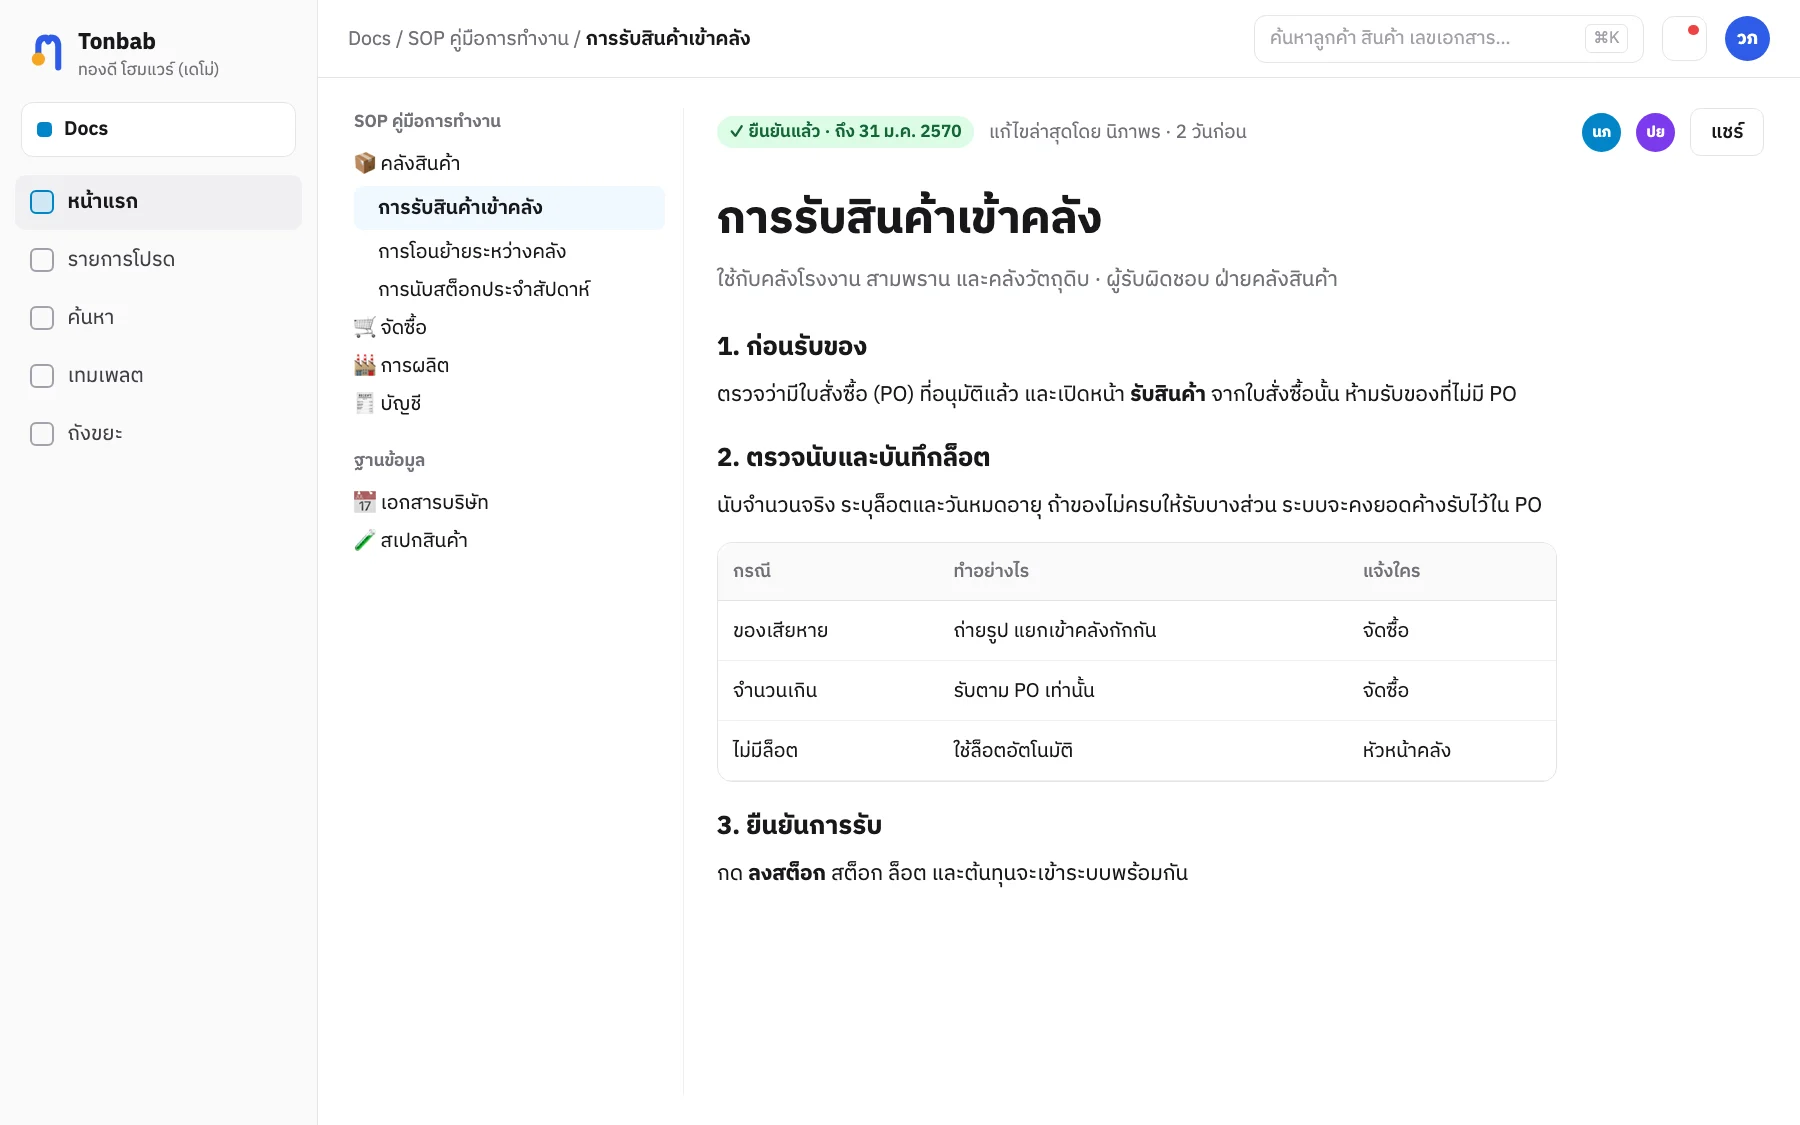 Tonbab
ทองดี โฮมแวร์ (เดโม่)
Docs
หน้าแรก
รายการโปรด
ค้นหา
เทมเพลต
ถังขยะ
Docs / SOP คู่มือการทำงาน / การรับสินค้าเข้าคลัง
ค้นหาลูกค้า สินค้า เลขเอกสาร... ⌘K
วก
SOP คู่มือการทำงาน
คลังสินค้า
การรับสินค้าเข้าคลัง
การโอนย้ายระหว่างคลัง
การนับสต็อกประจำสัปดาห์
จัดซื้อ
การผลิต
บัญชี
ฐานข้อมูล
เอกสารบริษัท
สเปกสินค้า
✓ ยืนยันแล้ว · ถึง 31 ม.ค. 2570 แก้ไขล่าสุดโดย นิภาพร · 2 วันก่อน
นภ ปย แชร์
การรับสินค้าเข้าคลัง
ใช้กับคลังโรงงาน สามพราน และคลังวัตถุดิบ · ผู้รับผิดชอบ ฝ่ายคลังสินค้า
1. ก่อนรับของ
ตรวจว่ามีใบสั่งซื้อ (PO) ที่อนุมัติแล้ว และเปิดหน้า รับสินค้า จากใบสั่งซื้อนั้น ห้ามรับของที่ไม่มี PO
2. ตรวจนับและบันทึกล็อต
นับจำนวนจริง ระบุล็อตและวันหมดอายุ ถ้าของไม่ครบให้รับบางส่วน ระบบจะคงยอดค้างรับไว้ใน PO
กรณี ทำอย่างไร แจ้งใคร
ของเสียหาย ถ่ายรูป แยกเข้าคลังกักกัน จัดซื้อ
จำนวนเกิน รับตาม PO เท่านั้น จัดซื้อ
ไม่มีล็อต ใช้ล็อตอัตโนมัติ หัวหน้าคลัง
3. ยืนยันการรับ
กด ลงสต็อก สต็อก ล็อต และต้นทุนจะเข้าระบบพร้อมกัน